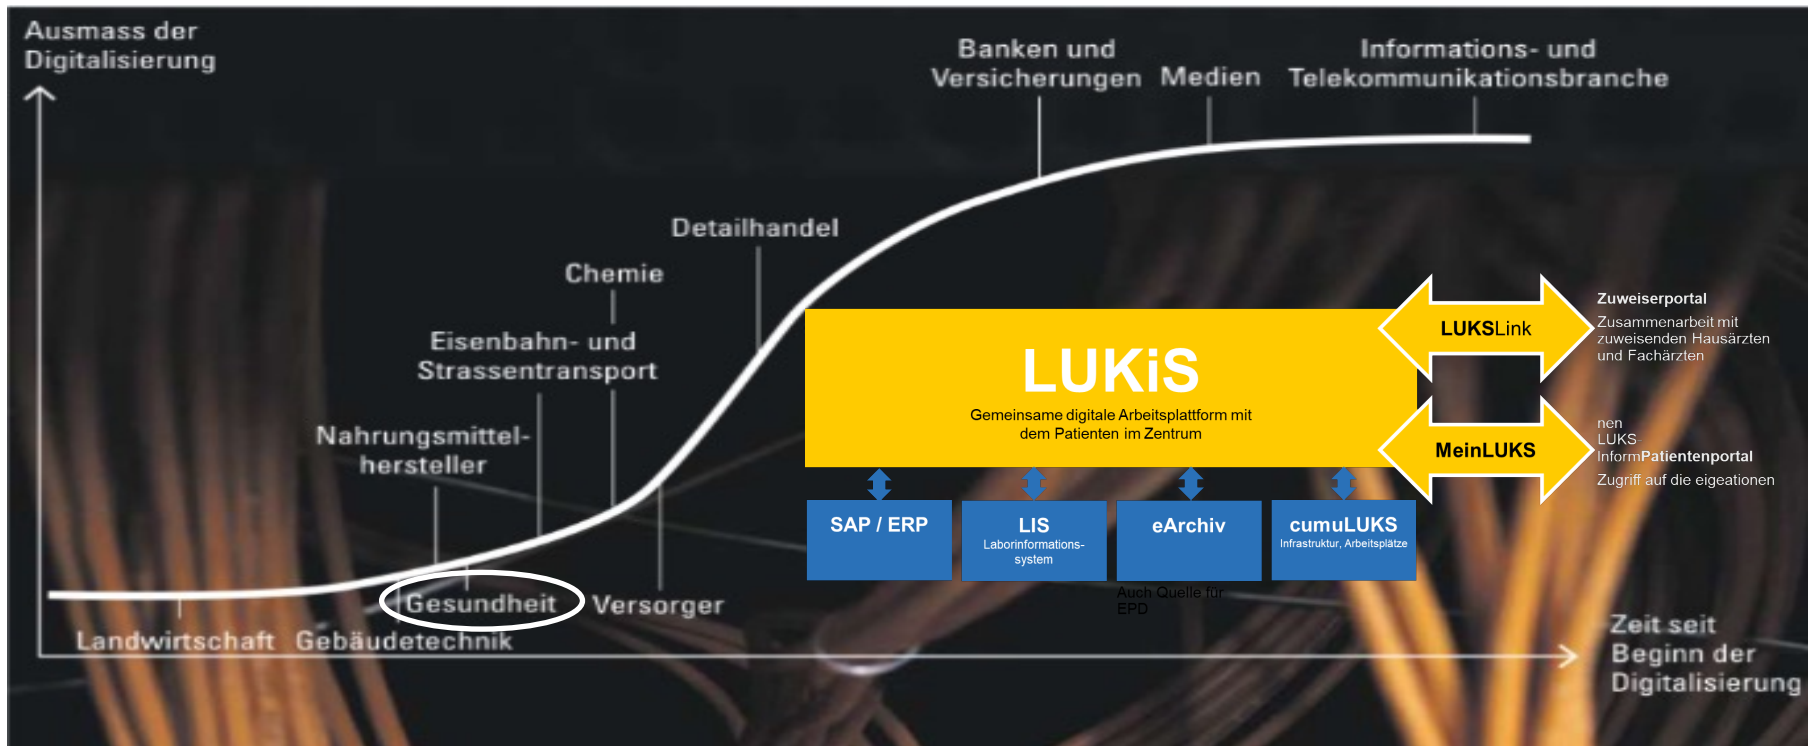 Ausmass der
Digitalisierung
Banken und
Versicherungen
Medien
Informations- und
Telekommunikationsbranche
Detailhandel
Chemie
Eisenbahn- und
Strassentransport
Nahrungsmittel-
hersteller
Gesundheit
Versorger
Landwirtschaft
Gebäudetechnik
LUKiS
Gemeinsame digitale Arbeitsplattform mit
dem Patienten im Zentrum
LUKSLink
Zuweiserportal
Zusammenarbeit mit
zuweisenden Hausärzten
und Fachärzten
MeinLUKS
nen
LUKS-
InformPatientenportal
Zugriff auf die eigeationen
SAP / ERP
LIS
Laborinformations-
system
eArchiv
cumuLUKS
Infrastruktur, Arbeitsplätze
Auch Quelle für
EPD
Zeit seit
Beginn der
Digitalisierung